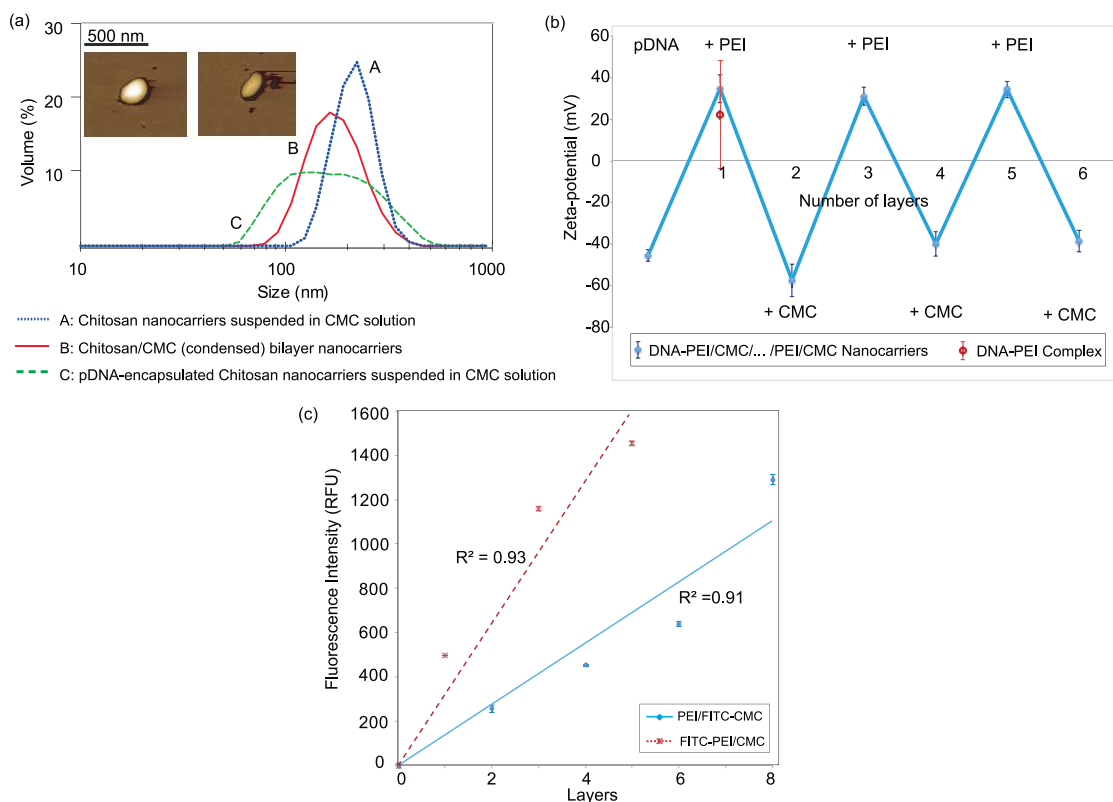 (a)
30
20
10
Volume (%)
500 nm
A
B
C
10
100
1000
Size (nm)
A: Chitosan nanocarriers suspended in CMC solution
B: Chitosan/CMC (condensed) bilayer nanocarriers
C: pDNA-encapsulated Chitosan nanocarriers suspended in CMC solution
(b)
60
40
20
0
-20
-40
-60
-80
Zeta-potential (mV)
pDNA
+ PEI
+ PEI
+ PEI
1
2
3
4
5
6
Number of layers
+ CMC
+ CMC
+ CMC
DNA-PEI/CMC/... /PEI/CMC Nanocarriers
DNA-PEI Complex
(c)
1600
1400
1200
1000
800
600
400
200
0
Fluorescence Intensity (RFU)
R² = 0.93
R² =0.91
PEI/FITC-CMC
FITC-PEI/CMC
0
2
4
6
8
Layers